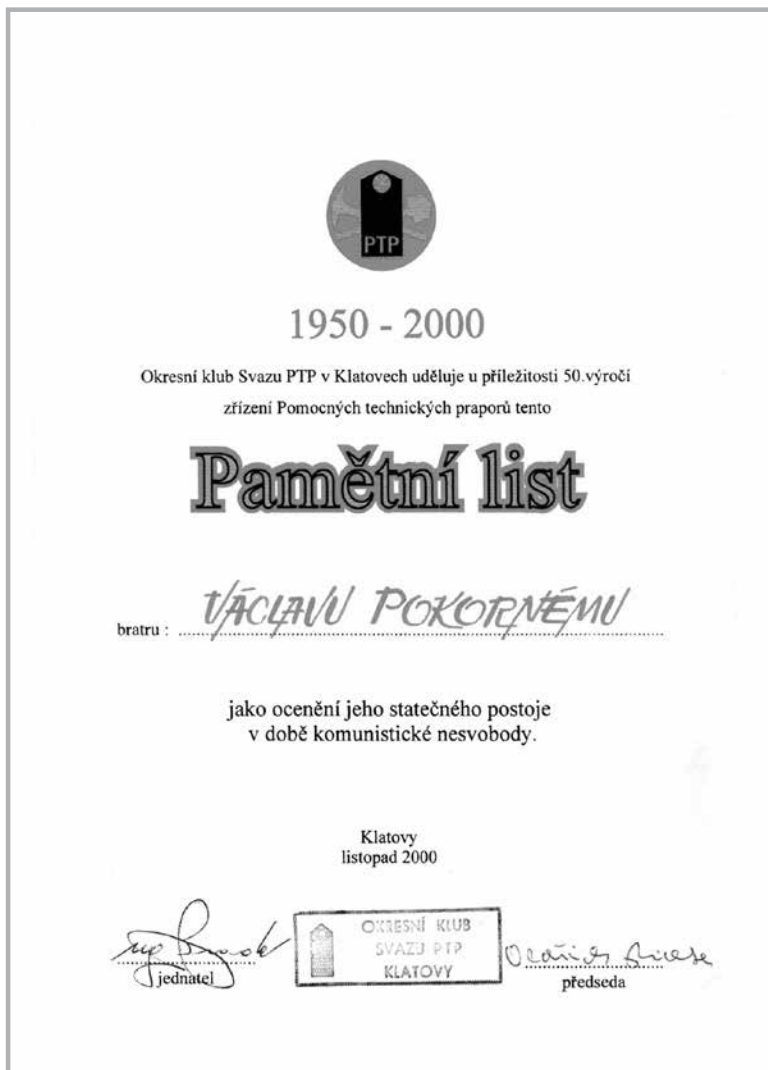 PTP
1950 - 2000
Okresní klub Svazu PTP v Klatovech uděluje u příležitosti 50.výročí
zřízení Pomocných technických praporů tento
Pamětní list
bratru : VÁCLAVU POKORNÉMU
jako ocenění jeho statečného postoje
v době komunistické nesvobody.
Klatovy
listopad 2000
OKRESNÍ KLUB
SVAZU PTP
KLATOVY
jednatel
předseda